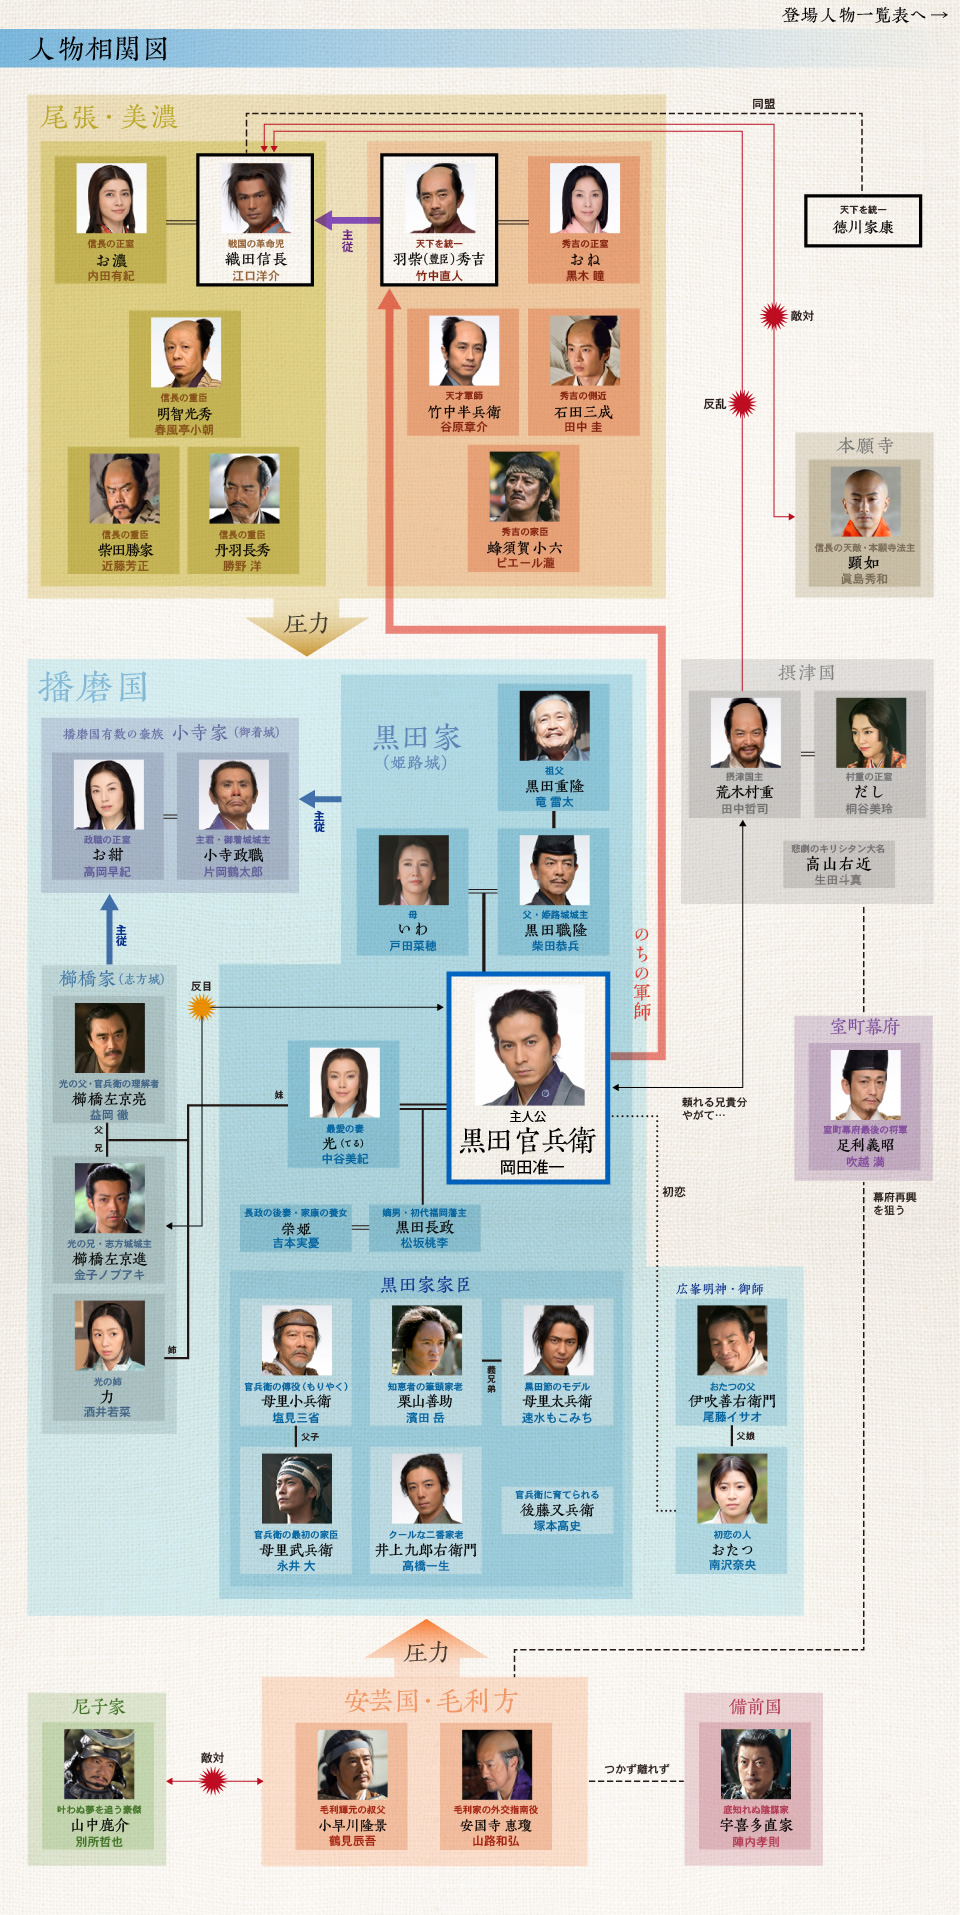 登場人物一覧表へ→
人物相関図
尾張・美濃
同盟
信長の正室
お濃
内田有紀
戦国の革命児
織田信長
江口洋介
主従
天下を統一
羽柴(豊臣)秀吉
竹中直人
秀吉の正室
おね
黒木 瞳
天下を統一
徳川家康
信長の重臣
明智光秀
春風亭小朝
天才軍師
竹中半兵衛
谷原章介
秀吉の側近
石田三成
田中 圭
敵対
反乱
信長の重臣
柴田勝家
近藤芳正
信長の重臣
丹羽長秀
勝野 洋
秀吉の家臣
蜂須賀小六
ピエール瀧
本願寺
信長の天敵・本願寺法主
顕如
眞島秀和
圧力
播磨国
播磨国有数の豪族 小寺家(御着城)
政職の正室
お紺
高岡早紀
主君・御着城城主
小寺政職
片岡鶴太郎
主従
黒田家
(姫路城)
祖父
黒田重隆
竜 雷太
母
いわ
戸田菜穂
父・姫路城城主
黒田職隆
柴田恭兵
摂津国
摂津国主
荒木村重
田中哲司
村重の正室
だし
桐谷美玲
悲劇のキリシタン大名
高山右近
生田斗真
のちの軍師
主従
櫛橋家(志方城)
反目
光の父・官兵衛の理解者
櫛橋左京亮
益岡 徹
父
兄
光の兄・志方城城主
櫛橋左京進
金子ノブアキ
光の姉
力
酒井若菜
姉
妹
最愛の妻
光(てる)
中谷美紀
主人公
黒田官兵衛
岡田准一
頼れる兄貴分
やがて…
初恋
室町幕府
室町幕府最後の将軍
足利義昭
吹越 満
幕府再興
を狙う
長政の後妻・家康の養女
栄姫
吉本実憂
嫡男・初代福岡藩主
黒田長政
松坂桃李
黒田家家臣
官兵衛の傅役(もりやく)
母里小兵衛
塩見三省
知恵者の筆頭家老
栗山善助
濱田 岳
義兄弟
黒田節のモデル
母里太兵衛
速水もこみち
父子
官兵衛の最初の家臣
母里武兵衛
永井 大
クールな二番家老
井上九郎右衛門
高橋一生
官兵衛に育てられる
後藤又兵衛
塚本高史
広峯明神・御師
おたつの父
伊吹善右衛門
尾藤イサオ
父娘
初恋の人
おたつ
南沢奈央
圧力
尼子家
叶わぬ夢を追う豪傑
山中鹿介
別所哲也
敵対
安芸国・毛利方
毛利輝元の叔父
小早川隆景
鶴見辰吾
毛利家の外交指南役
安国寺 恵瓊
山路和弘
つかず離れず
備前国
底知れぬ陰謀家
宇喜多直家
陣内孝則